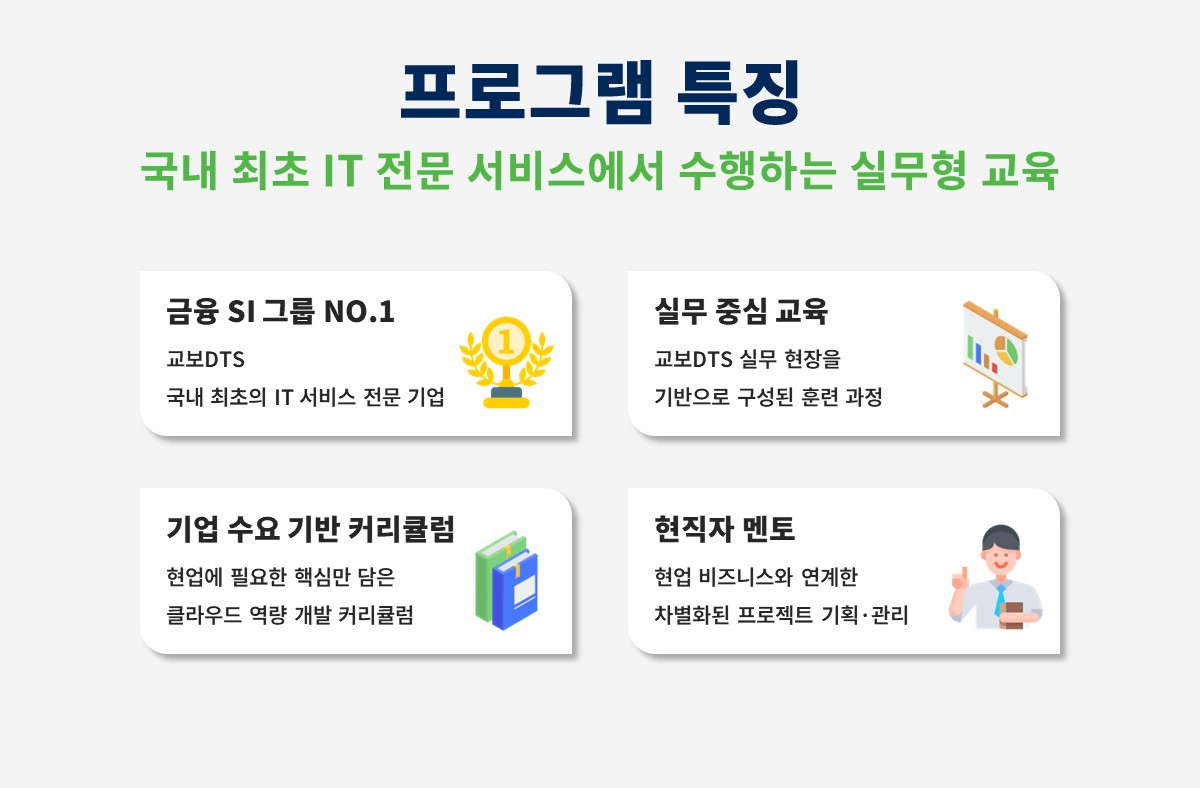 프로그램 특징
국내 최초 IT 전문 서비스에서 수행하는 실무형 교육
금융 SI 그룹 NO.1
교보DTS
국내 최초의 IT 서비스 전문 기업
1
실무 중심 교육
교보DTS 실무 현장을
기반으로 구성된 훈련 과정
기업 수요 기반 커리큘럼
현업에 필요한 핵심만 담은
클라우드 역량 개발 커리큘럼
현직자 멘토
현업 비즈니스와 연계한
차별화된 프로젝트 기획·관리